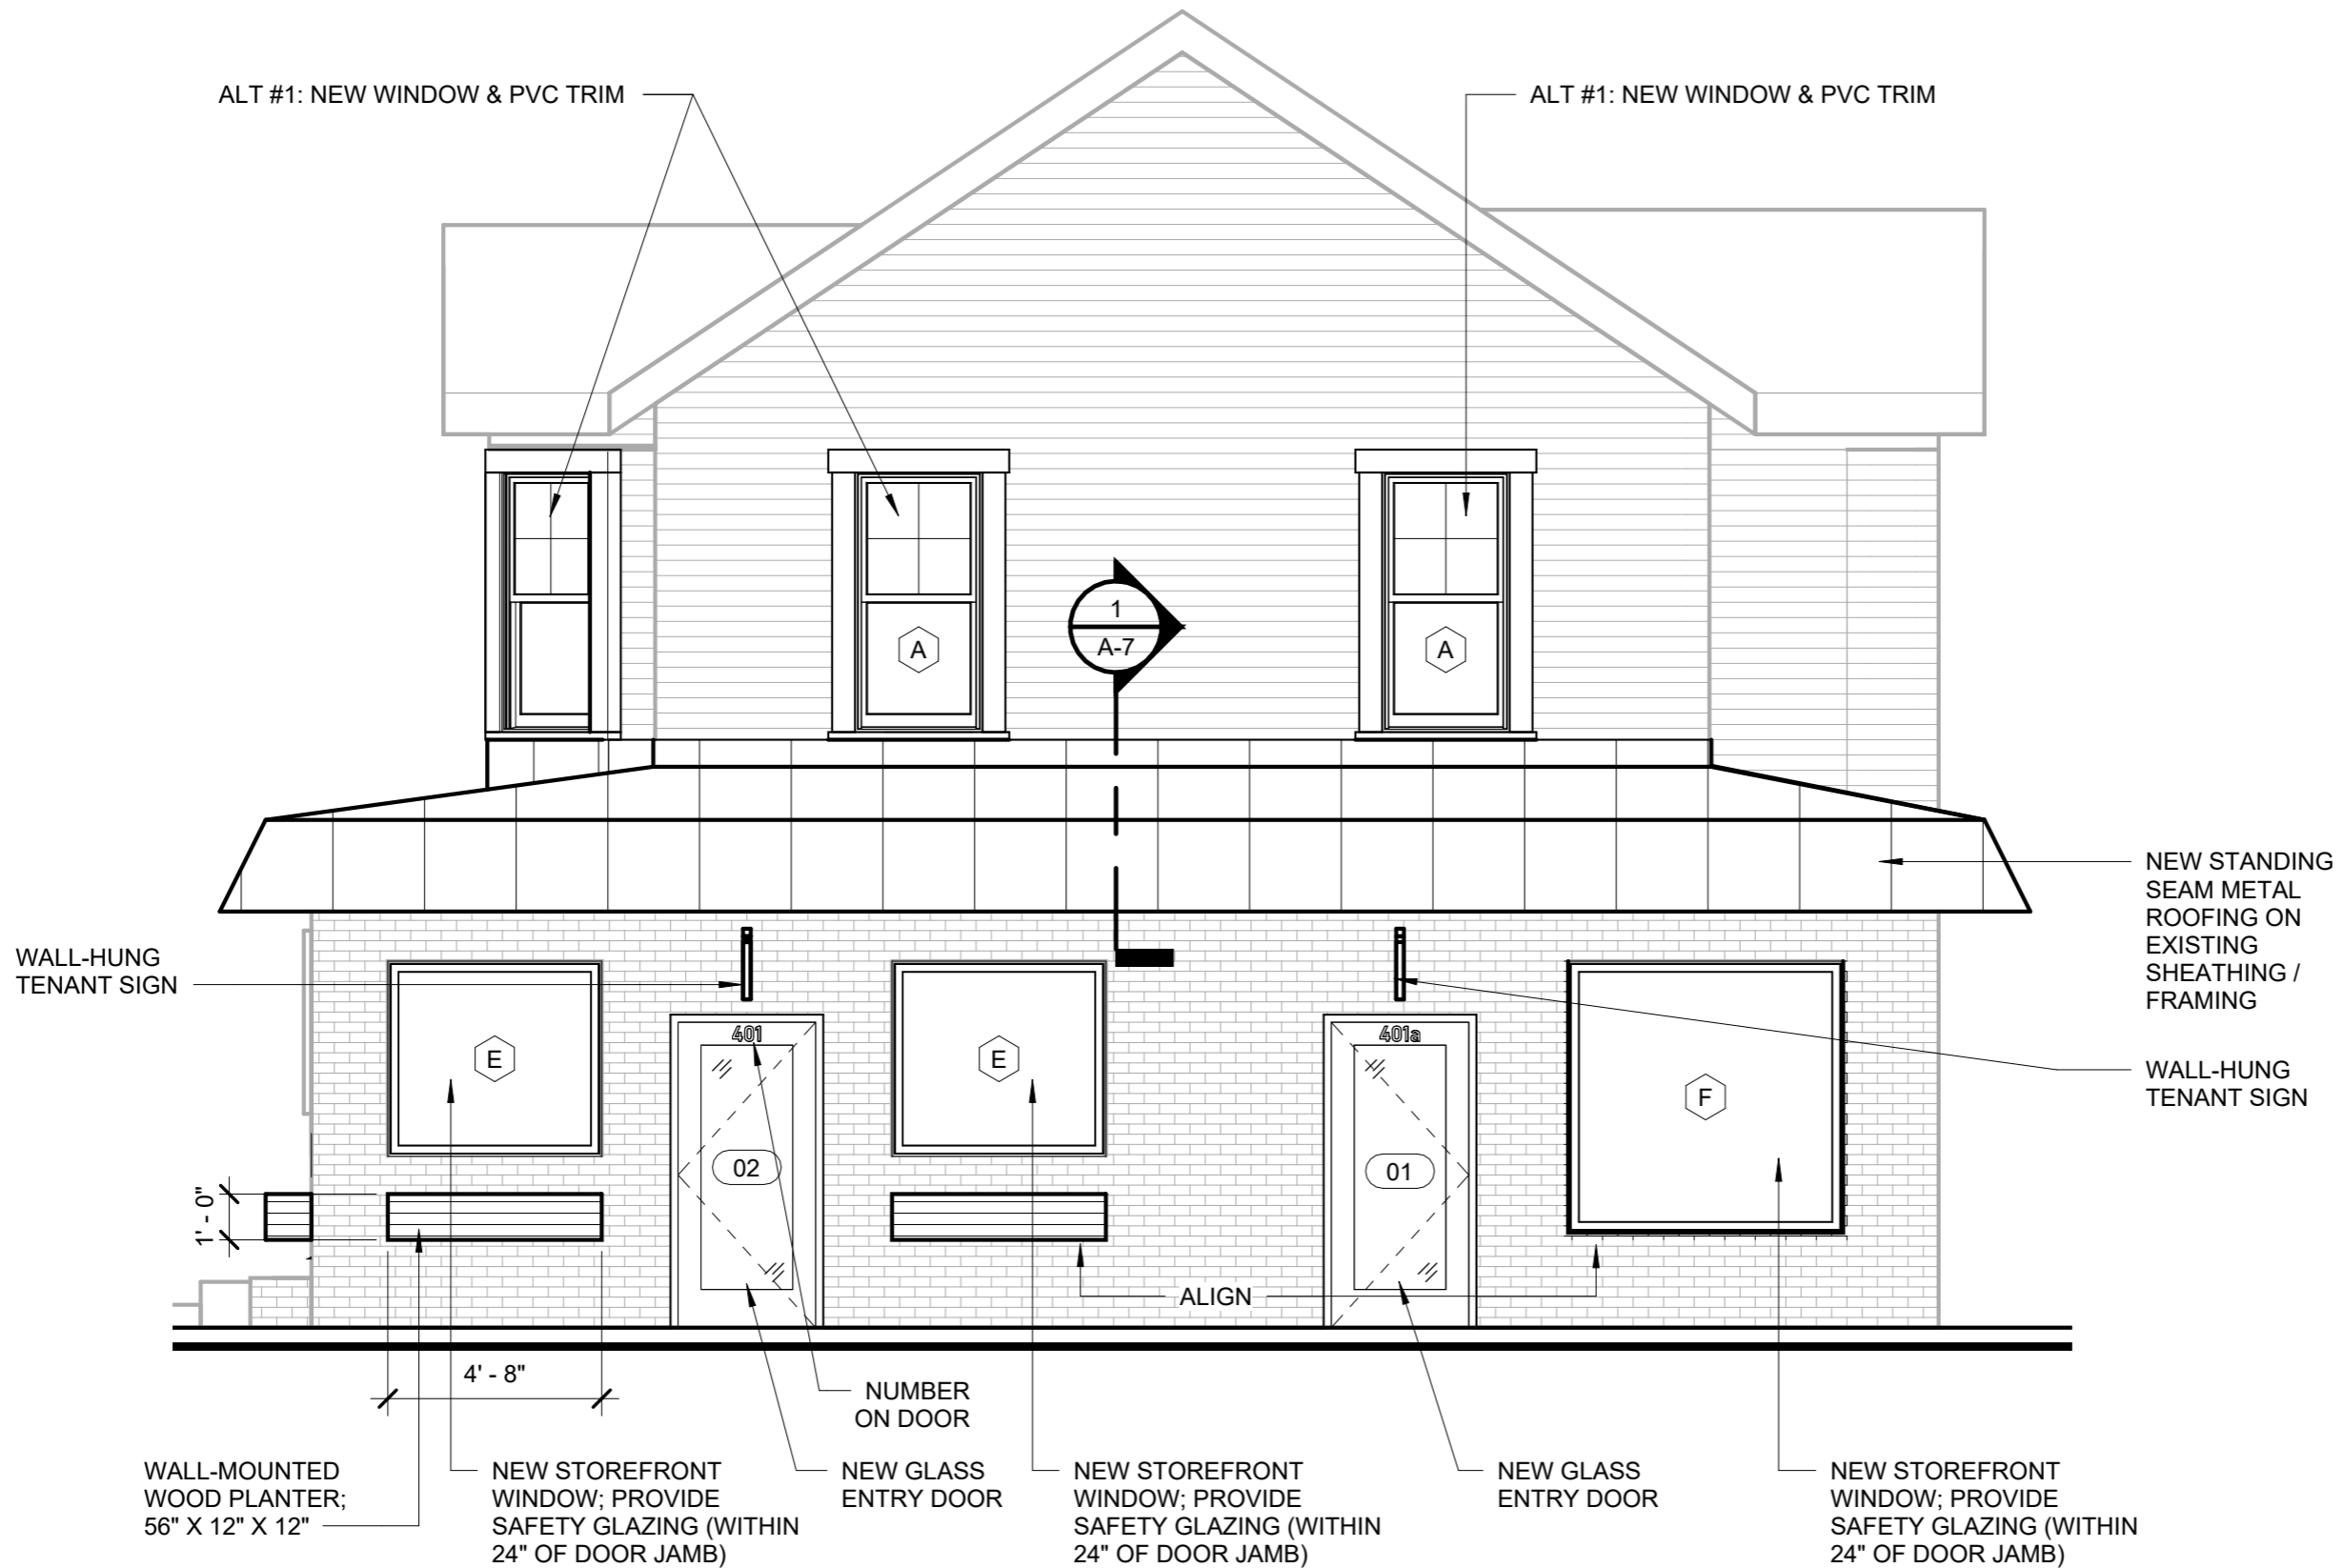 ALT #1: NEW WINDOW & PVC TRIM
ALT #1: NEW WINDOW & PVC TRIM
1
A-7
A
A
NEW STANDING
SEAM METAL
ROOFING ON
EXISTING
SHEATHING /
FRAMING
WALL-HUNG
TENANT SIGN
WALL-HUNG
TENANT SIGN
401
401a
E
E
F
02
01
1' - 0"
ALIGN
4' - 8"
NUMBER
ON DOOR
WALL-MOUNTED
WOOD PLANTER;
56" X 12" X 12"
NEW STOREFRONT
WINDOW; PROVIDE
SAFETY GLAZING (WITHIN
24" OF DOOR JAMB)
NEW GLASS
ENTRY DOOR
NEW STOREFRONT
WINDOW; PROVIDE
SAFETY GLAZING (WITHIN
24" OF DOOR JAMB)
NEW GLASS
ENTRY DOOR
NEW STOREFRONT
WINDOW; PROVIDE
SAFETY GLAZING (WITHIN
24" OF DOOR JAMB)